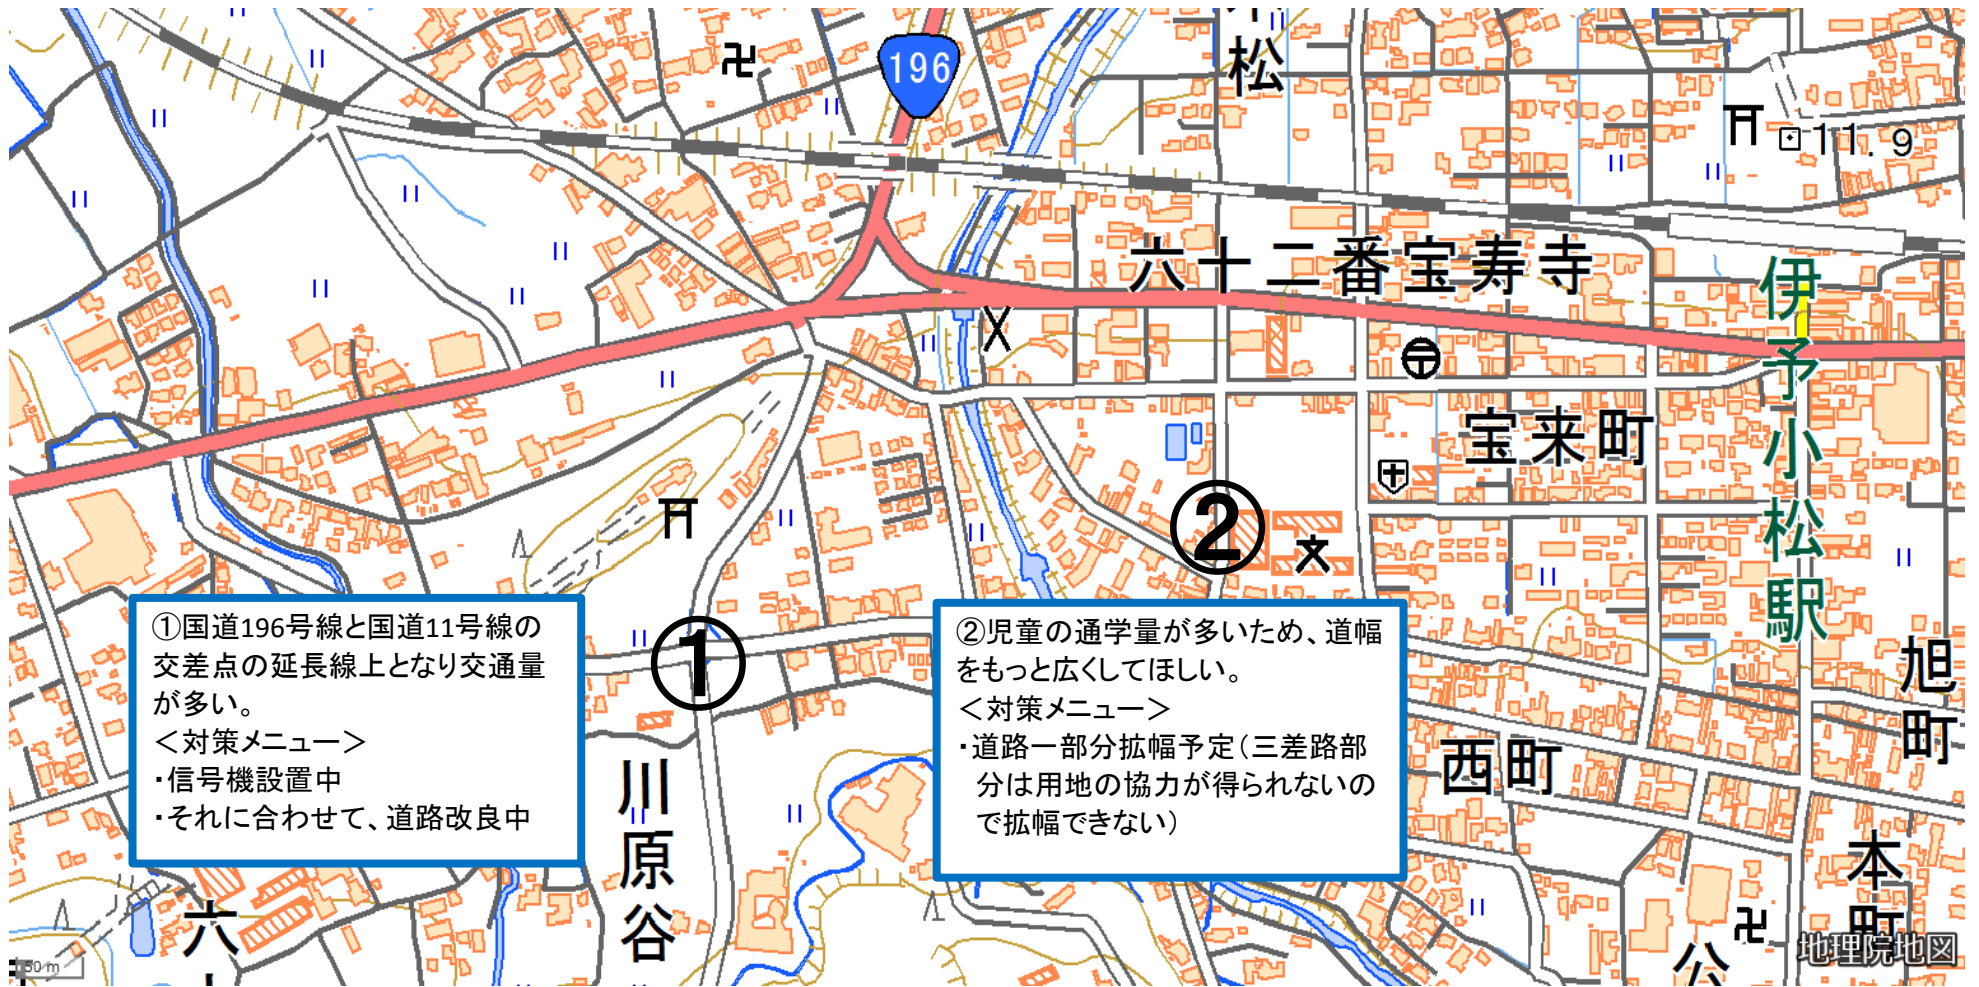 196
松
11.9
六十二番宝寿寺
伊予小松駅
宝来町
②
①
旭町
西町
川原谷
本町
六
公
①国道196号線と国道11号線の
交差点の延長線上となり交通量
が多い。
＜対策メニュー＞
・信号機設置中
・それに合わせて、道路改良中
②児童の通学量が多いため、道幅
をもっと広くしてほしい。
＜対策メニュー＞
・道路一部分拡幅予定（三差路部
分は用地の協力が得られないの
で拡幅できない）
50 m
地理院地図